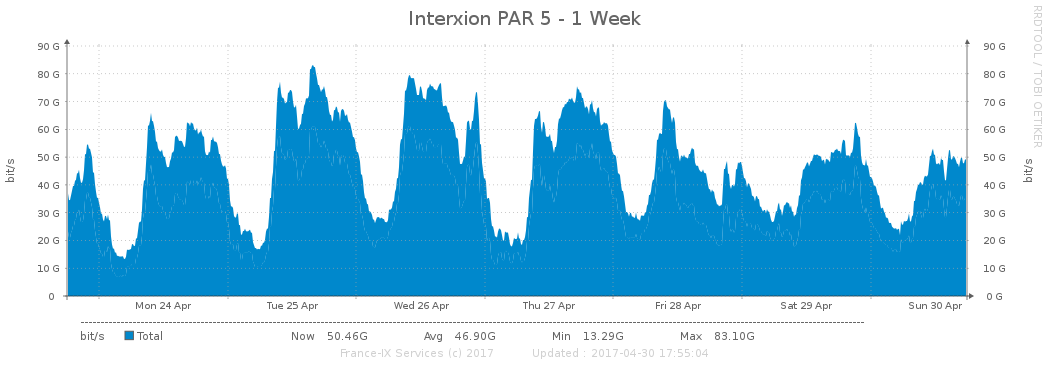 Interxion PAR 5 - 1 Week
RRDTOOL / TOBI OETIKER
bit/s
90 G 90 G
80 G 80 G
70 G 70 G
60 G 60 G
50 G 50 G
40 G 40 G
30 G 30 G
20 G 20 G
10 G 10 G
0 0 G
bit/s
Mon 24 Apr Tue 25 Apr Wed 26 Apr Thu 27 Apr Fri 28 Apr Sat 29 Apr Sun 30 Apr
bit/s Total Now 50.46G Avg 46.90G Min 13.29G Max 83.10G
France-IX Services (c) 2017 Updated : 2017-04-30 17:55:04